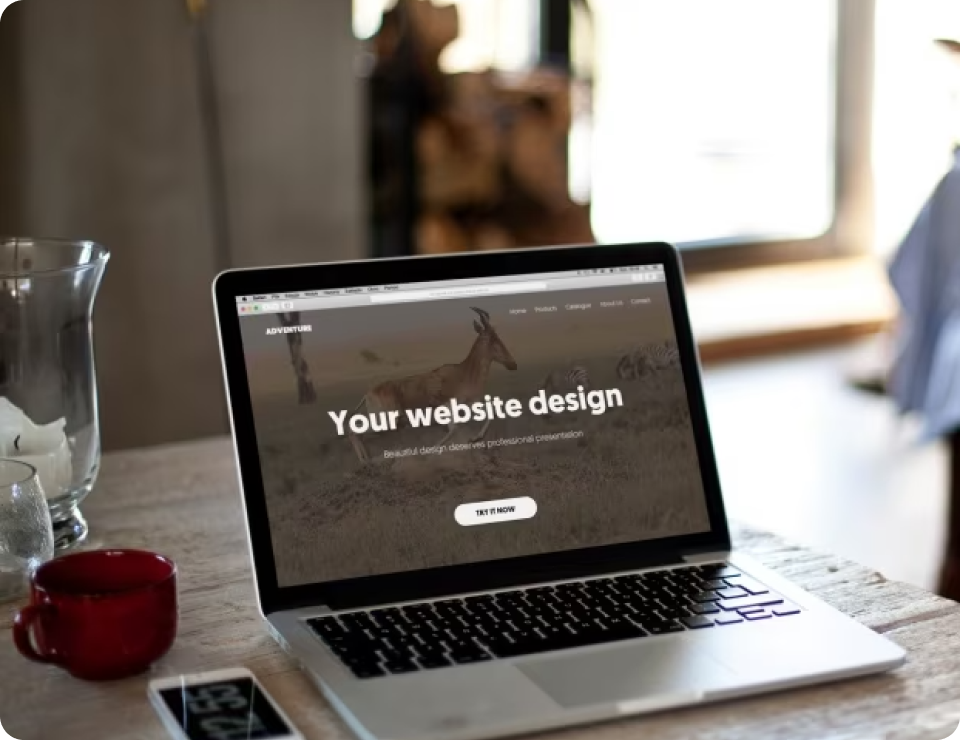 ADVENTURE
Home Products Catalogue About Us Contact
Your website design
Beautiful design deserves professional presentation
TRY IT NOW